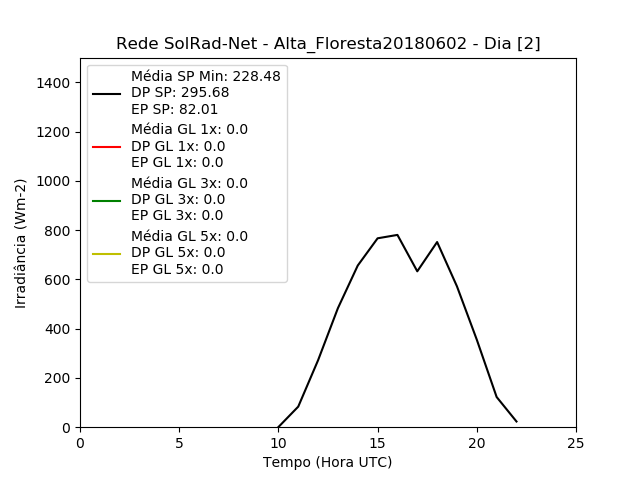 Rede SolRad-Net - Alta_Floresta20180602 - Dia [2]
Média SP Min: 228.48
DP SP: 295.68
EP SP: 82.01
Média GL 1x: 0.0
DP GL 1x: 0.0
EP GL 1x: 0.0
Média GL 3x: 0.0
DP GL 3x: 0.0
EP GL 3x: 0.0
Média GL 5x: 0.0
DP GL 5x: 0.0
EP GL 5x: 0.0
Irradiância (Wm-2)
1400
1200
1000
800
600
400
200
0
0 5 10 15 20 25
Tempo (Hora UTC)